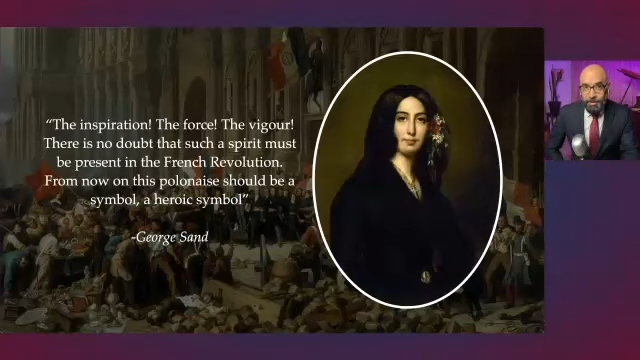 “The inspiration! The force! The vigour!
There is no doubt that such a spirit must
be present in the French Revolution.
From now on this polonaise should be a
symbol, a heroic symbol”
-George Sand